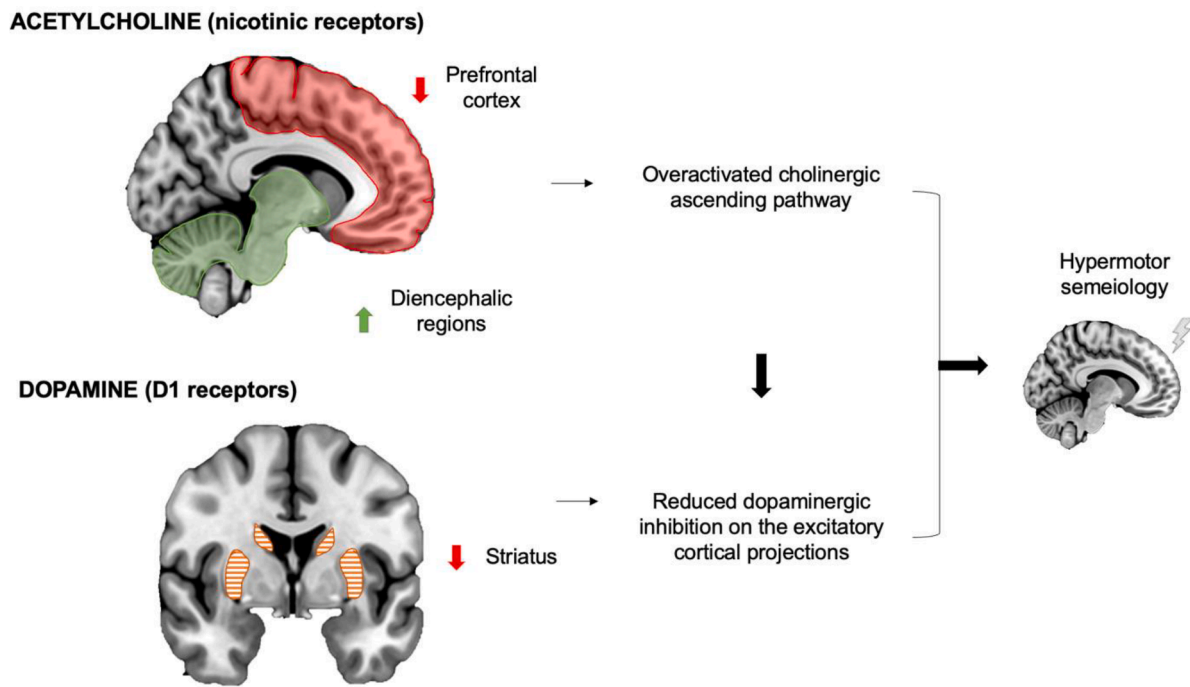 ACETYLCHOLINE (nicotinic receptors)
Prefrontal
cortex
Overactivated cholinergic
ascending pathway
Diencephalic
regions
Hypermotor
semeiology
DOPAMINE (D1 receptors)
Striatus
Reduced dopaminergic
inhibition on the excitatory
cortical projections